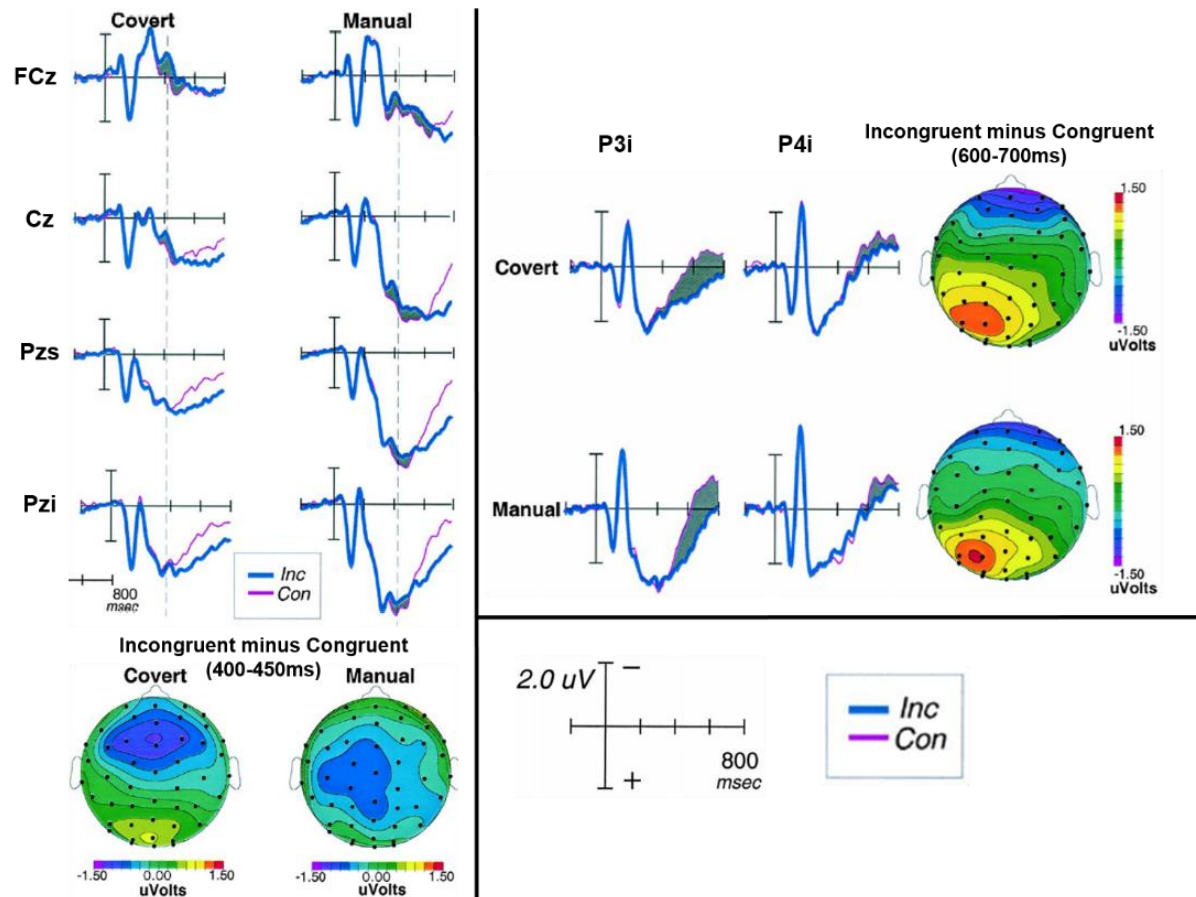 Covert
Manual
FCz
Cz
Pzs
Pzi
800
msec
Inc
Con
Incongruent minus Congruent
(400-450ms)
Covert
Manual
-1.50 0.00 1.50
uVolts
-1.50 0.00 1.50
uVolts
P3i
P4i
Incongruent minus Congruent
(600-700ms)
Covert
1.50
-1.50
uVolts
Manual
1.50
-1.50
uVolts
2.0 uV
−
+
800
msec
Inc
Con